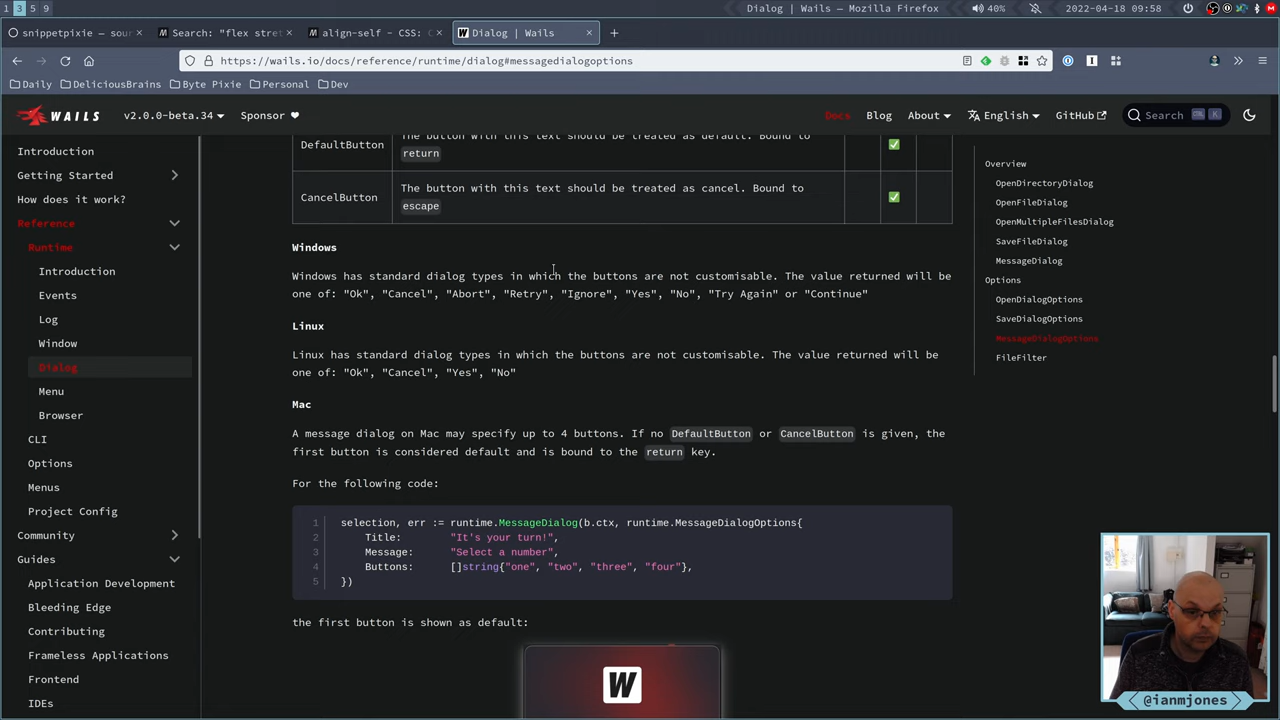 1 3 5 9
Dialog | Wails — Mozilla Firefox
40%
2022-04-18 09:58
snippetpixie — sour
Search: "flex stret
align-self - CSS: C
Dialog | Wails
https://wails.io/docs/reference/runtime/dialog#messagedialogoptions
Daily
DeliciousBrains
Byte Pixie
Personal
Dev
WAILS
v2.0.0-beta.34
Sponsor
Docs
Blog
About
English
GitHub
Search
K
Introduction
Getting Started
How does it work?
Reference
Runtime
Introduction
Events
Log
Window
Dialog
Menu
Browser
CLI
Options
Menus
Project Config
Community
Guides
Application Development
Bleeding Edge
Contributing
Frameless Applications
Frontend
IDEs
DefaultButton
The button with this text should be treated as default. Bound to
return
✅
CancelButton
The button with this text should be treated as cancel. Bound to
escape
✅
Windows
Windows has standard dialog types in which the buttons are not customisable. The value returned will be
one of: "Ok", "Cancel", "Abort", "Retry", "Ignore", "Yes", "No", "Try Again" or "Continue"
Linux
Linux has standard dialog types in which the buttons are not customisable. The value returned will be
one of: "Ok", "Cancel", "Yes", "No"
Mac
A message dialog on Mac may specify up to 4 buttons. If no DefaultButton or CancelButton is given, the
first button is considered default and is bound to the return key.
For the following code:
1 selection, err := runtime.MessageDialog(b.ctx, runtime.MessageDialogOptions{
2 Title: "It's your turn!",
3 Message: "Select a number",
4 Buttons: []string{"one", "two", "three", "four"},
5 })
the first button is shown as default:
W
Overview
OpenDirectoryDialog
OpenFileDialog
OpenMultipleFilesDialog
SaveFileDialog
MessageDialog
Options
OpenDialogOptions
SaveDialogOptions
MessageDialogOptions
FileFilter
@ianmjones